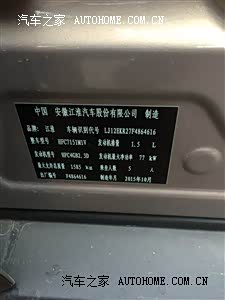 汽车之家 AUTOHOME.COM.CN
中国 安徽江淮汽车股份有限公司 制造
品牌 江淮 车辆识别代号 LJ12EKR27F4864616
整车型号 HFC7151M1V 发动机排量 1.5 L
发动机型号 HFC4GB2.3D 发动机最大净功率 77 kW
最大允许总质量 1585 kg 乘坐人数 5 人
出厂编号 F4864616 制造年月 2015年10月
汽车之家 AUTOHOME.COM.CN